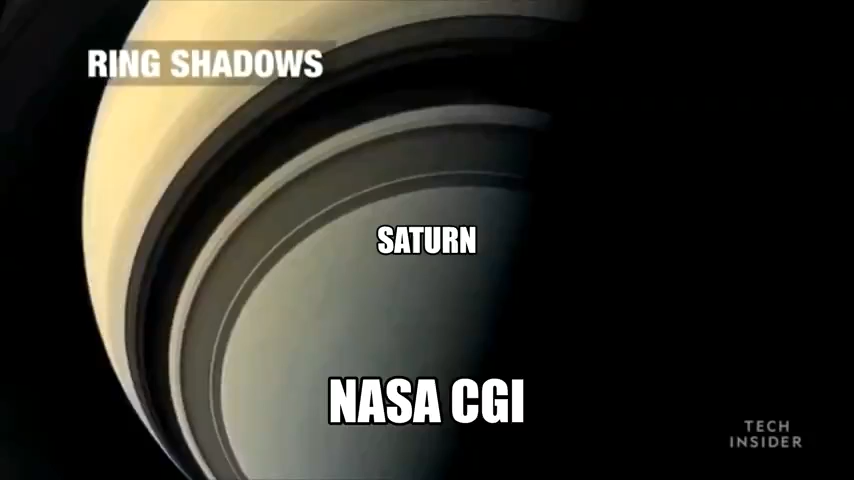 RING SHADOWS
SATURN
NASA CGI
TECH
INSIDER